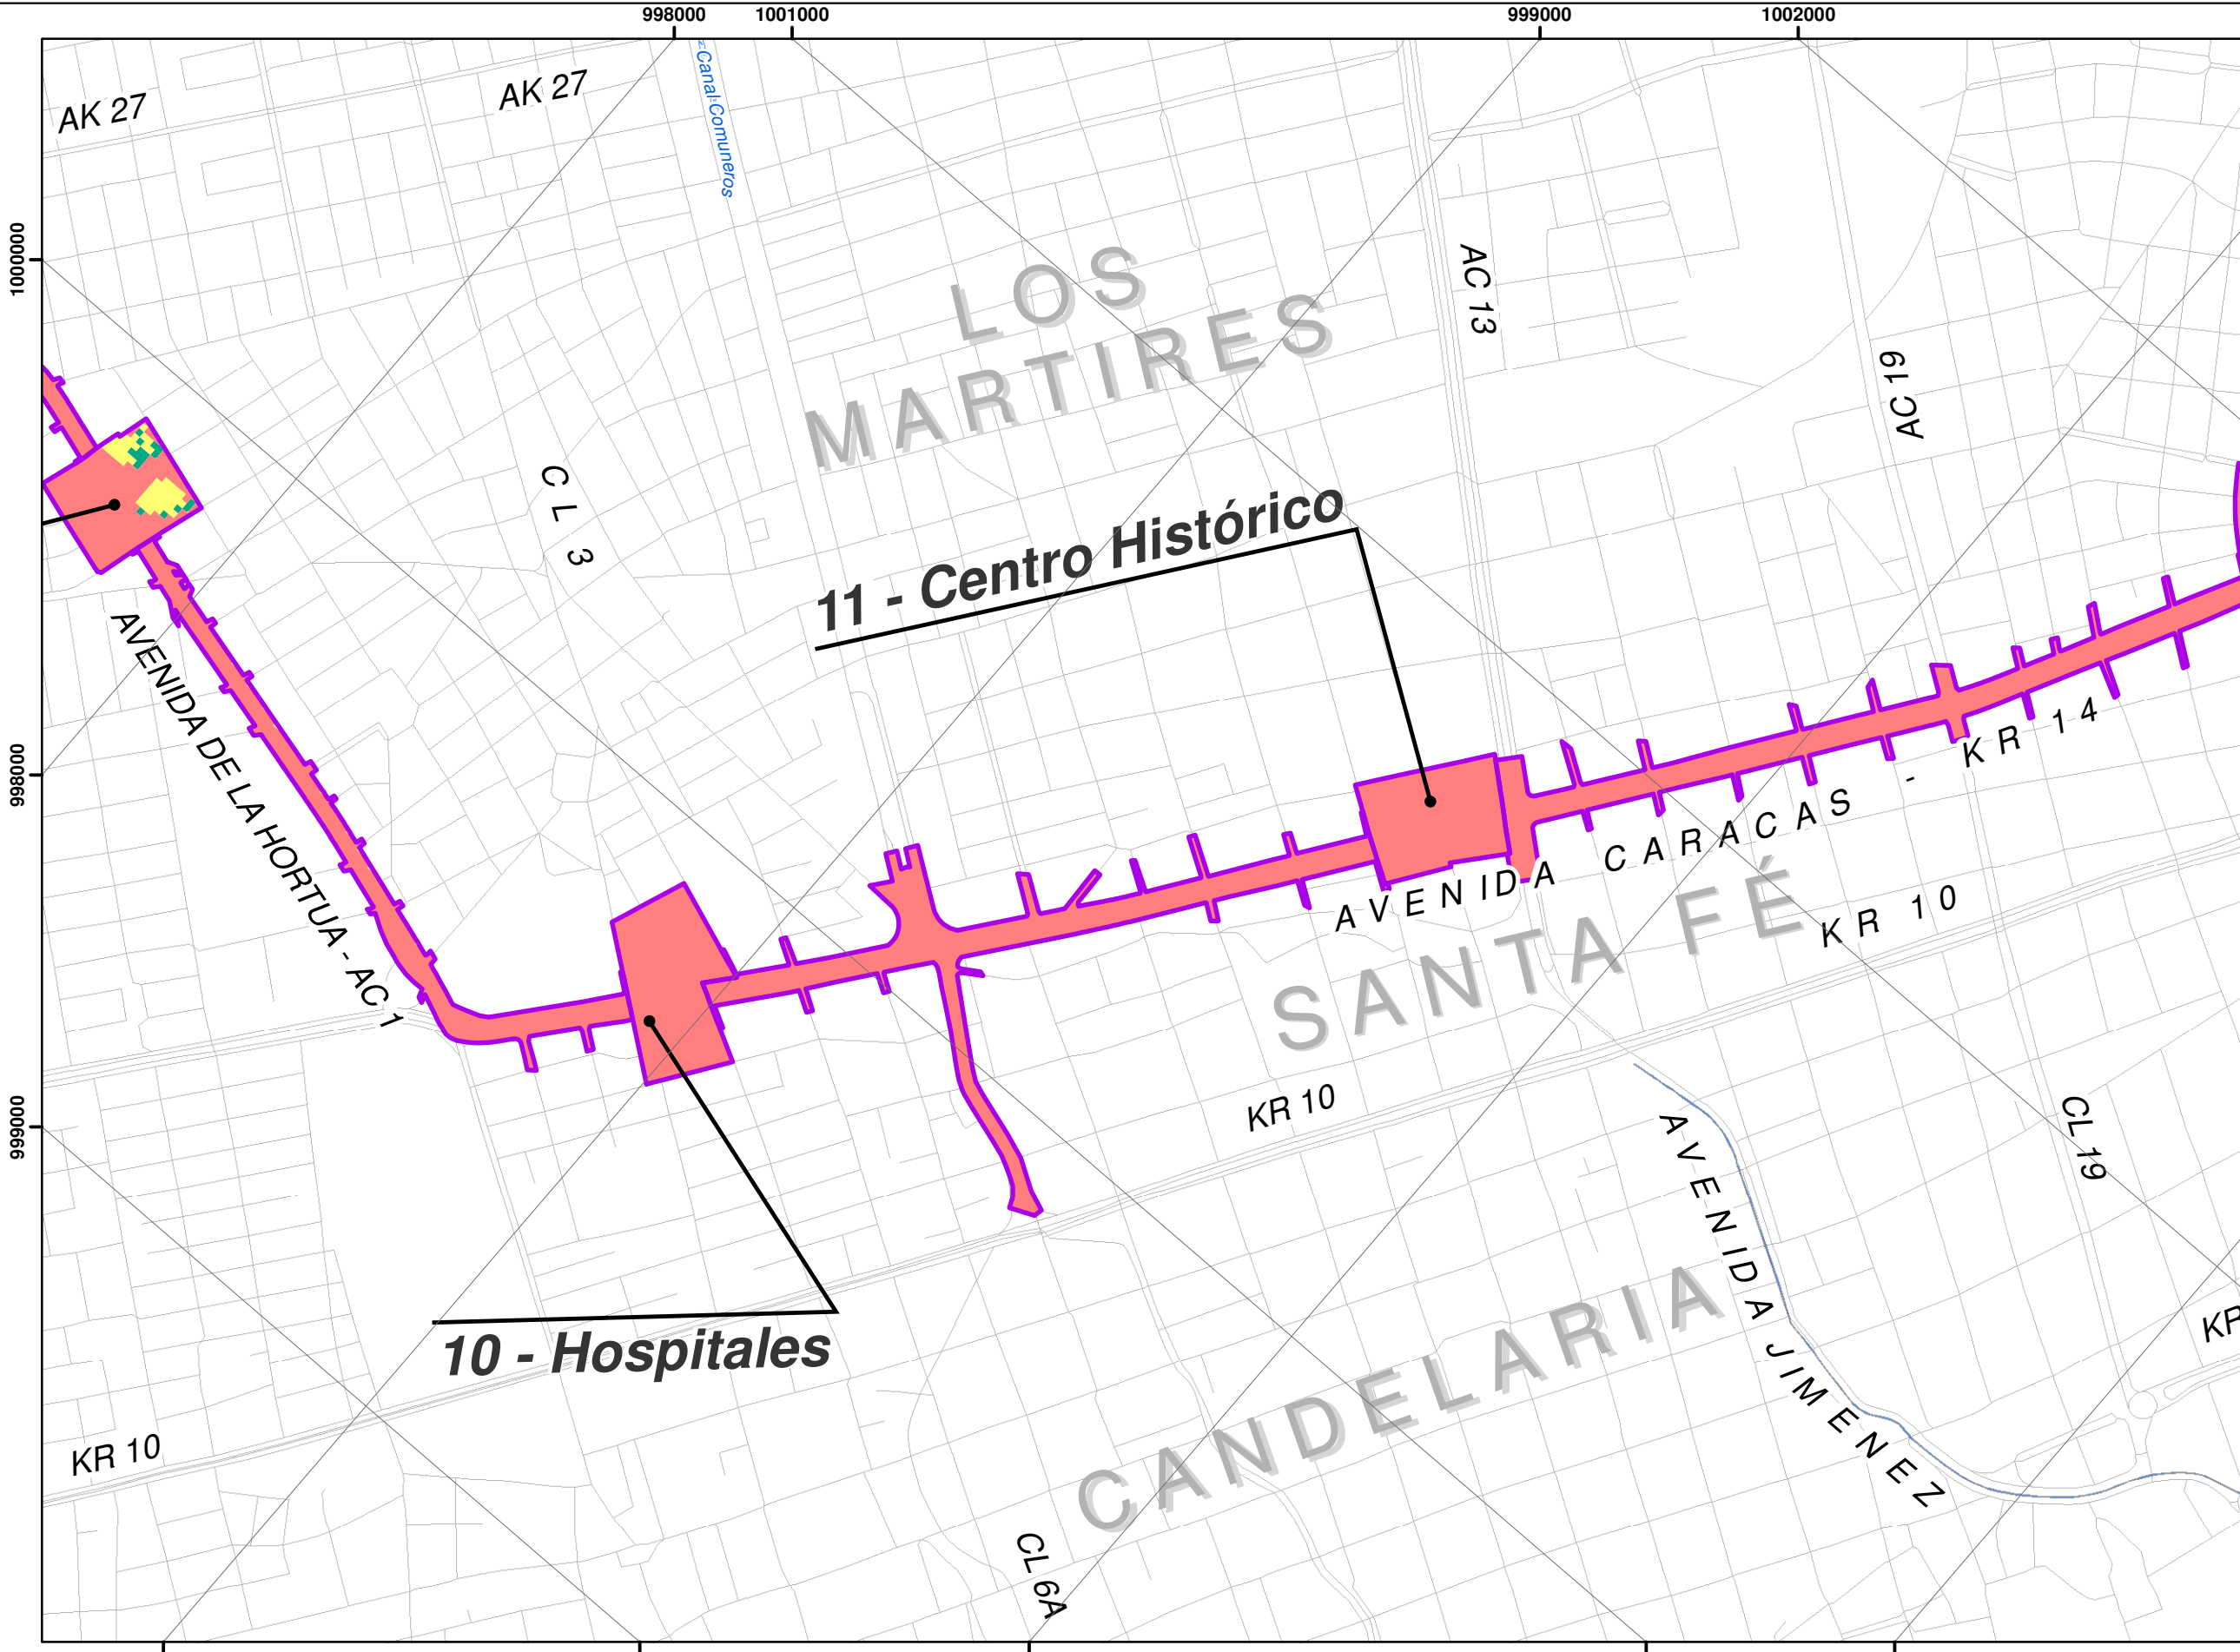 998000
1001000
999000
1002000
AK 27
AK 27
Canal Comuneros
1000000
LOS
MARTIRES
AC 13
AC 19
CL 3
11 - Centro Histórico
AVENIDA DE LA HORTUA - AC 1
998000
AVENIDA CARACAS - KR 14
SANTA FÉ
KR 10
KR 10
999000
CL 19
AVENIDA JIMENEZ
10 - Hospitales
CANDELARIA
KR
KR 10
CL 6A